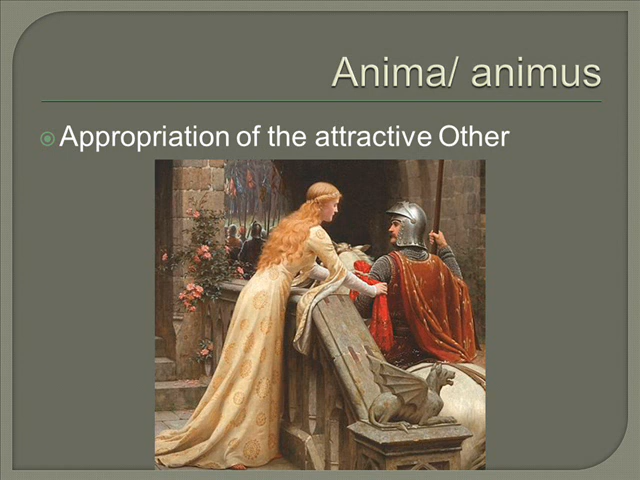 Anima/ animus
Appropriation of the attractive Other